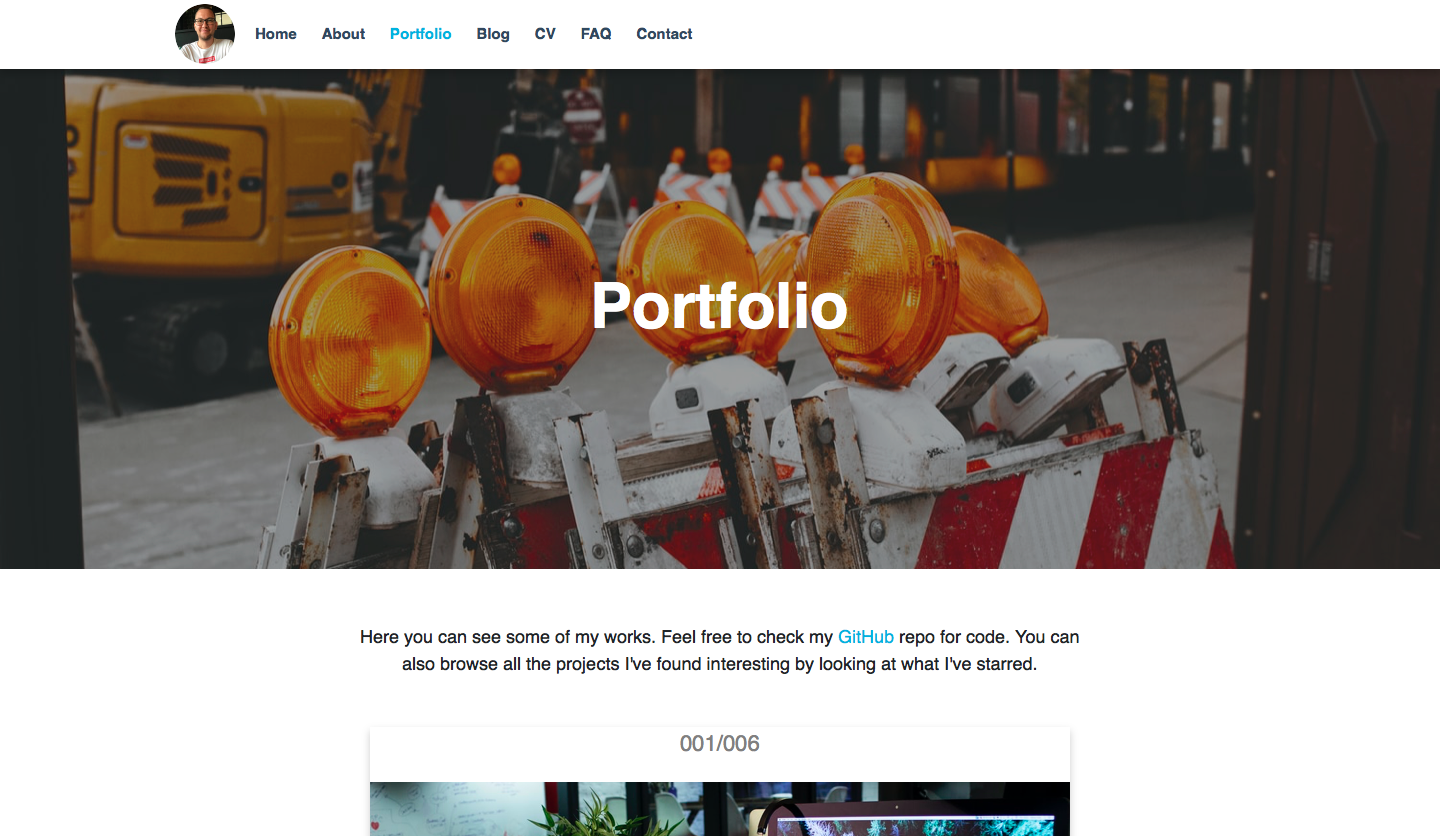 Home About Portfolio Blog CV FAQ Contact
Portfolio
Here you can see some of my works. Feel free to check my GitHub repo for code. You can
also browse all the projects I've found interesting by looking at what I've starred.
001/006